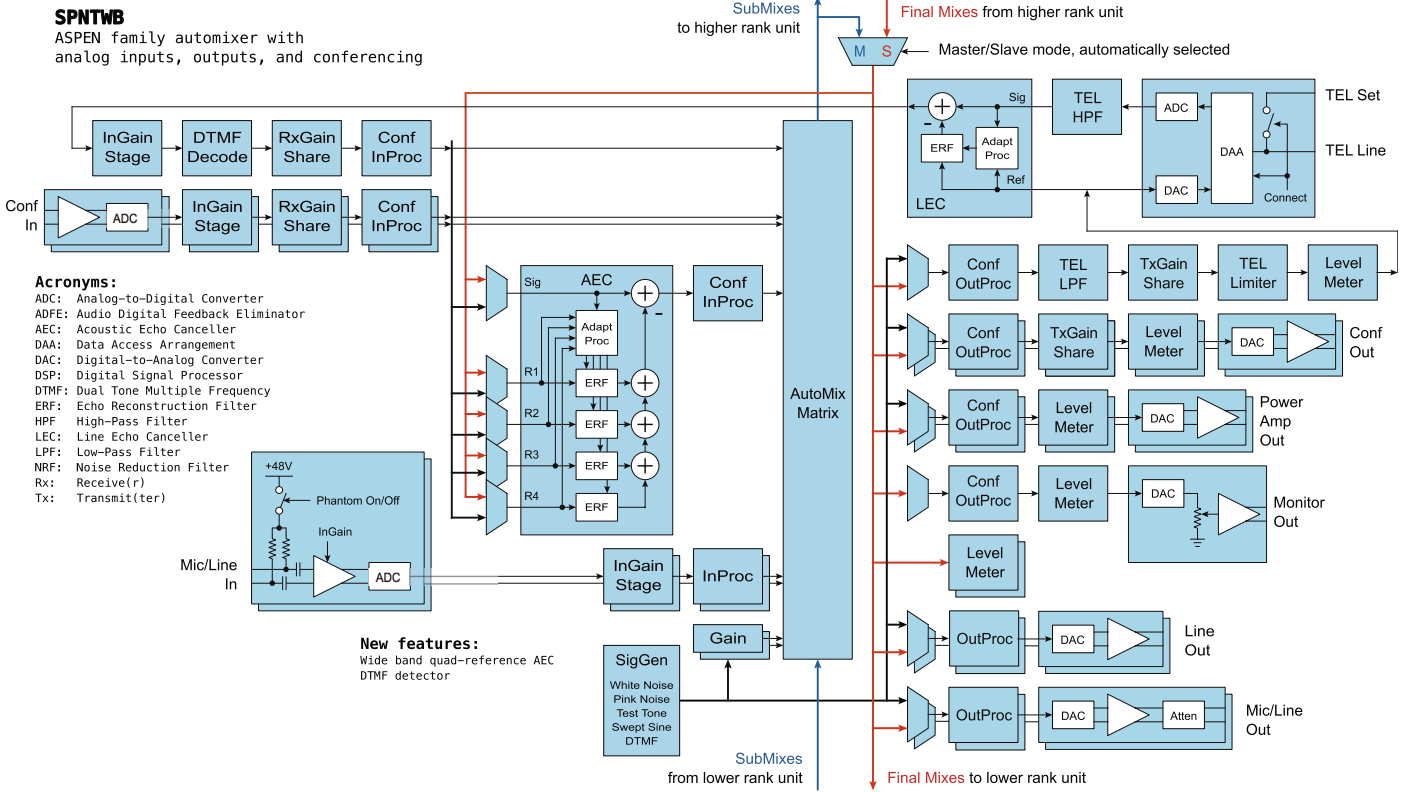 SPNTWB
ASPEN family automixer with
analog inputs, outputs, and conferencing
SubMixes
to higher rank unit
Final Mixes from higher rank unit
M S
Master/Slave mode, automatically selected
InGain
Stage
DTMF
Decode
RxGain
Share
Conf
InProc
Conf
In
ADC
InGain
Stage
RxGain
Share
Conf
InProc
Sig
ERF
Adapt
Proc
Ref
LEC
TEL
HPF
ADC
DAA
DAC
Connect
TEL Set
TEL Line
Acronyms:
ADC: Analog-to-Digital Converter
ADFE: Audio Digital Feedback Eliminator
AEC: Acoustic Echo Canceller
DAA: Data Access Arrangement
DAC: Digital-to-Analog Converter
DSP: Digital Signal Processor
DTMF: Dual Tone Multiple Frequency
ERF: Echo Reconstruction Filter
HPF High-Pass Filter
LEC: Line Echo Canceller
LPF: Low-Pass Filter
NRF: Noise Reduction Filter
Rx: Receive(r)
Tx: Transmit(ter)
AEC
Sig
Adapt
Proc
R1
ERF
R2
ERF
R3
ERF
R4
ERF
Conf
InProc
AutoMix
Matrix
+48V
Phantom On/Off
InGain
Mic/Line
In
ADC
InGain
Stage
InProc
New features:
Wide band quad-reference AEC
DTMF detector
Gain
SigGen
White Noise
Pink Noise
Test Tone
Swept Sine
DTMF
SubMixes
from lower rank unit
Conf
OutProc
TEL
LPF
TxGain
Share
TEL
Limiter
Level
Meter
Conf
OutProc
TxGain
Share
Level
Meter
DAC
Conf
Out
Conf
OutProc
Level
Meter
DAC
Power
Amp
Out
Conf
OutProc
Level
Meter
DAC
Monitor
Out
Level
Meter
OutProc
DAC
Line
Out
OutProc
DAC
Atten
Mic/Line
Out
Final Mixes to lower rank unit